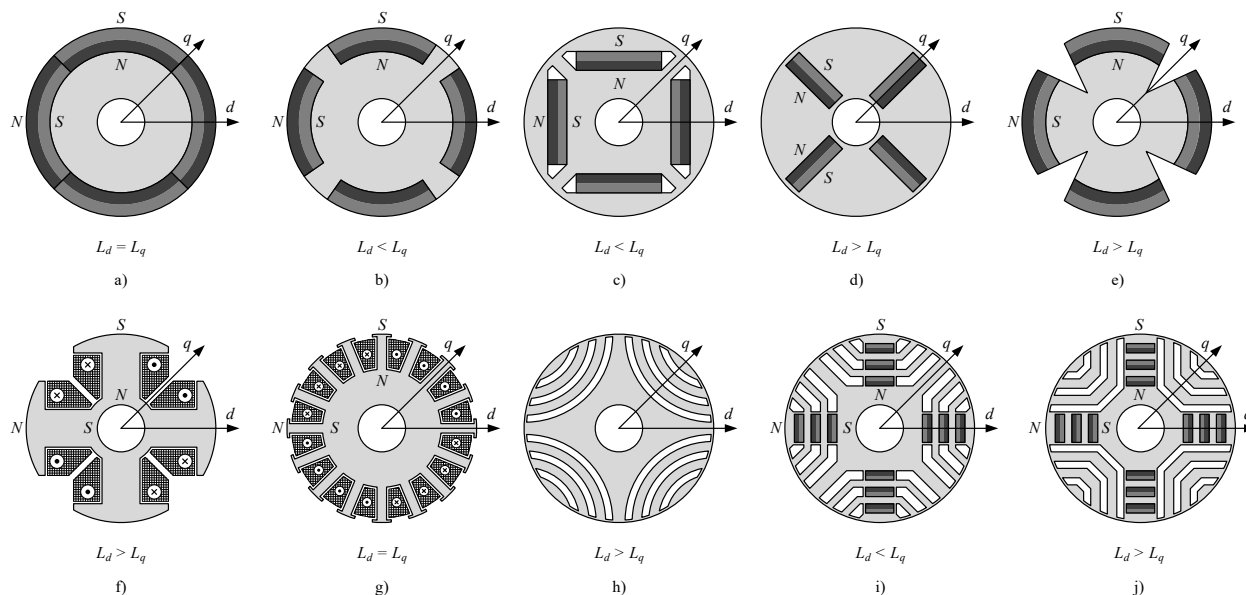 S
q
N
d
N
S
L_d = L_q
a)
S
q
N
d
N
S
L_d < L_q
b)
S
q
N
d
N
S
L_d < L_q
c)
q
S
N
d
N
S
L_d > L_q
d)
S
q
N
d
N
S
L_d > L_q
e)
S
q
N
d
N
S
L_d > L_q
f)
S
q
N
d
N
S
L_d = L_q
g)
q
d
L_d > L_q
h)
S
q
N
d
N
S
L_d < L_q
i)
S
q
N
d
N
S
L_d > L_q
j)